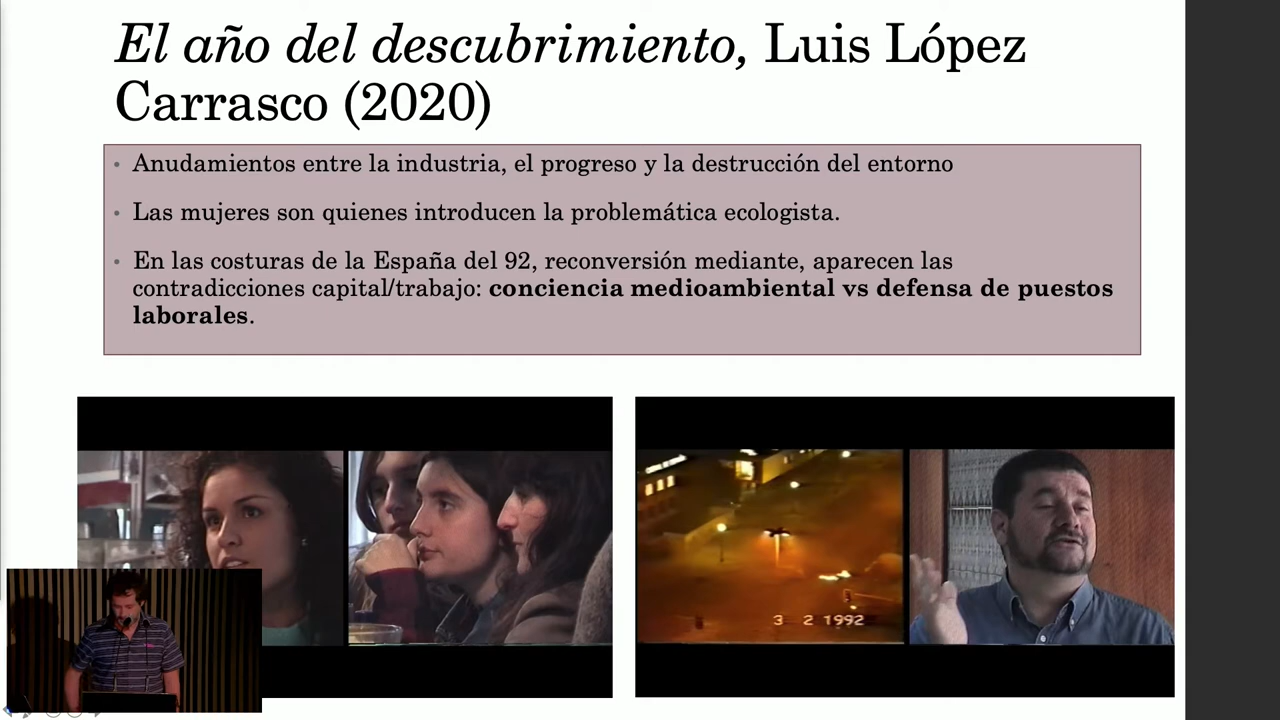 El año del descubrimiento, Luis López
Carrasco (2020)
• Anudamientos entre la industria, el progreso y la destrucción del entorno
• Las mujeres son quienes introducen la problemática ecologista.
• En las costuras de la España del 92, reconversión mediante, aparecen las
contradicciones capital/trabajo: conciencia medioambiental vs defensa de puestos
laborales.
3 2 1992